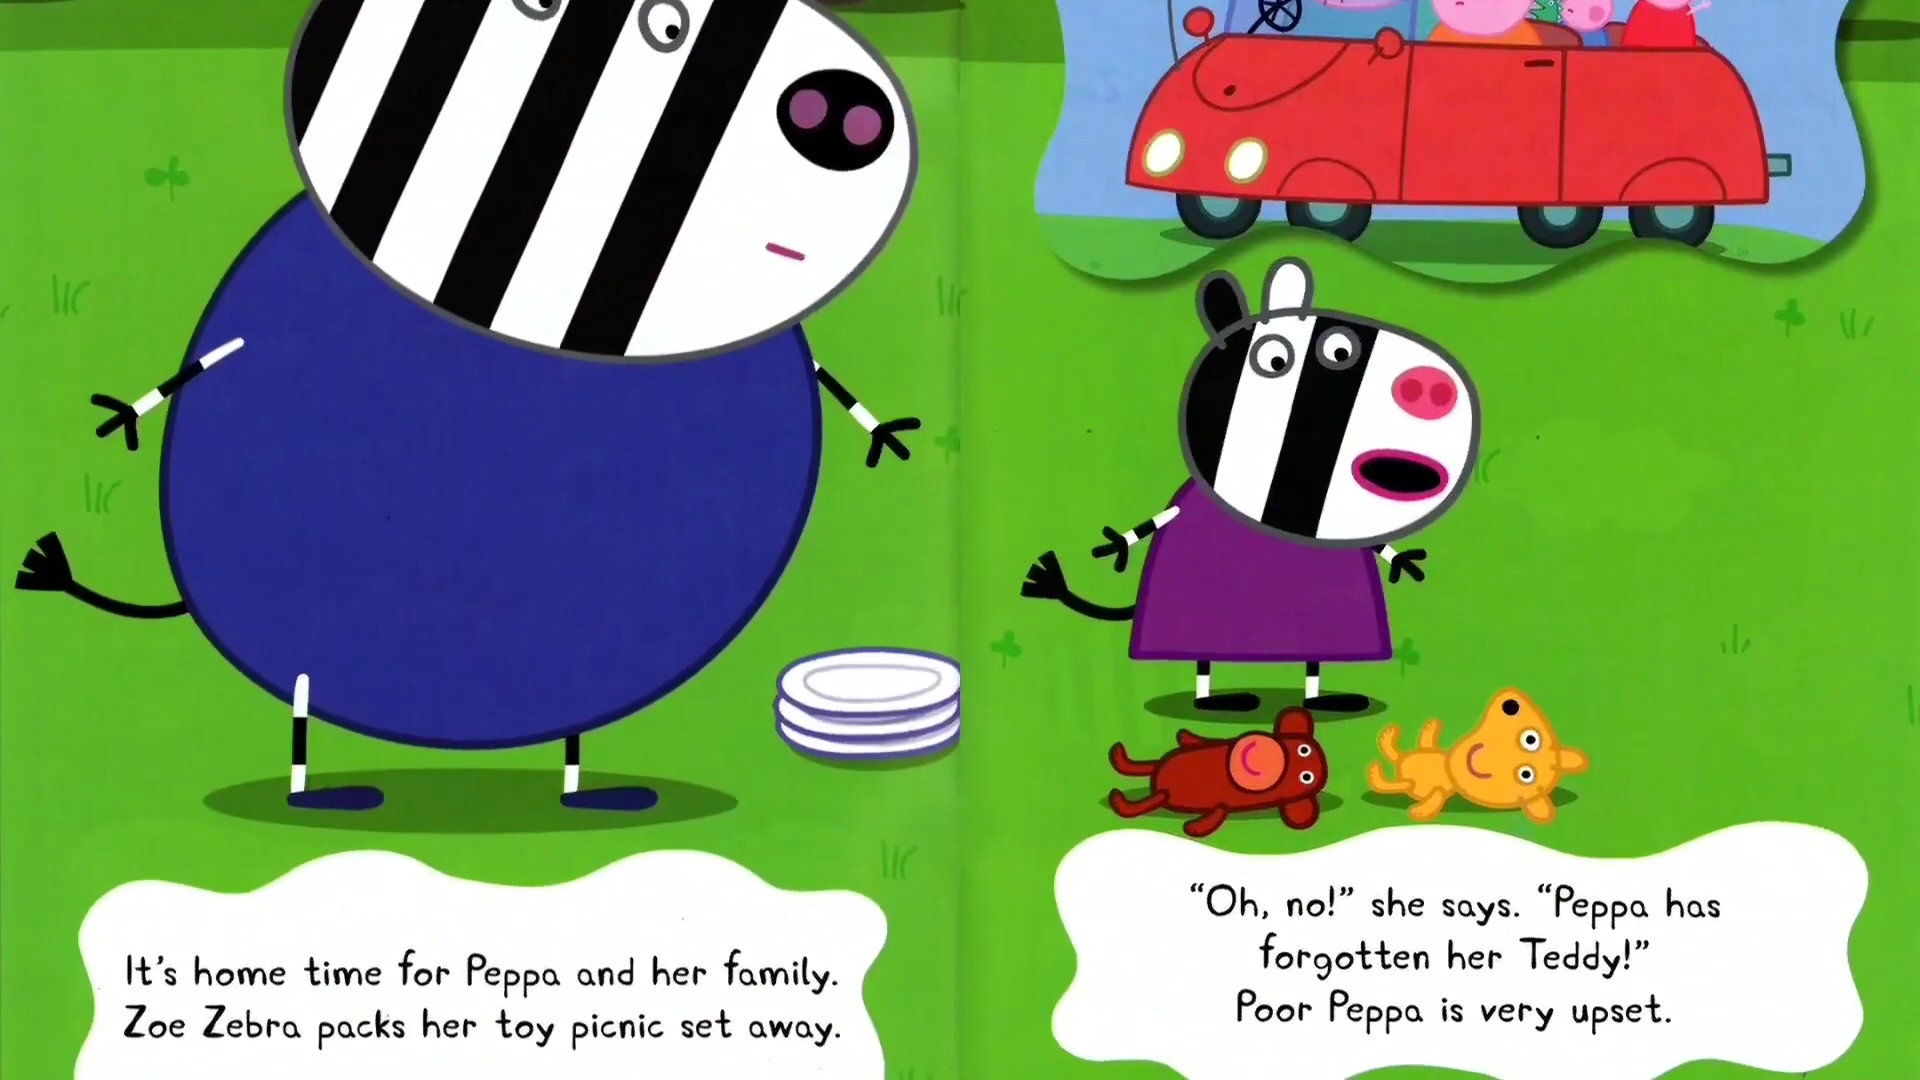 It's home time for Peppa and her family.
Zoe Zebra packs her toy picnic set away.
“Oh, no!” she says. “Peppa has
forgotten her Teddy!”
Poor Peppa is very upset.